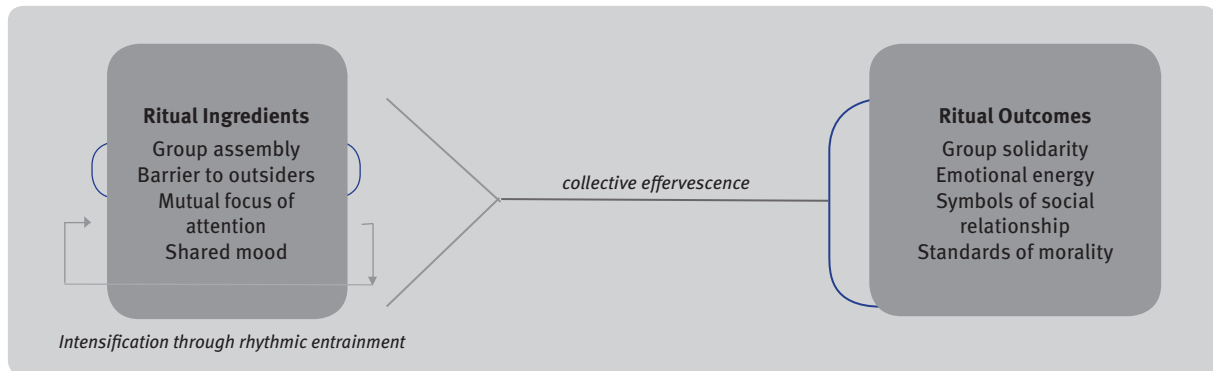 Ritual Ingredients
Group assembly
Barrier to outsiders
Mutual focus of
attention
Shared mood
Intensification through rhythmic entrainment
collective effervescence
Ritual Outcomes
Group solidarity
Emotional energy
Symbols of social
relationship
Standards of morality